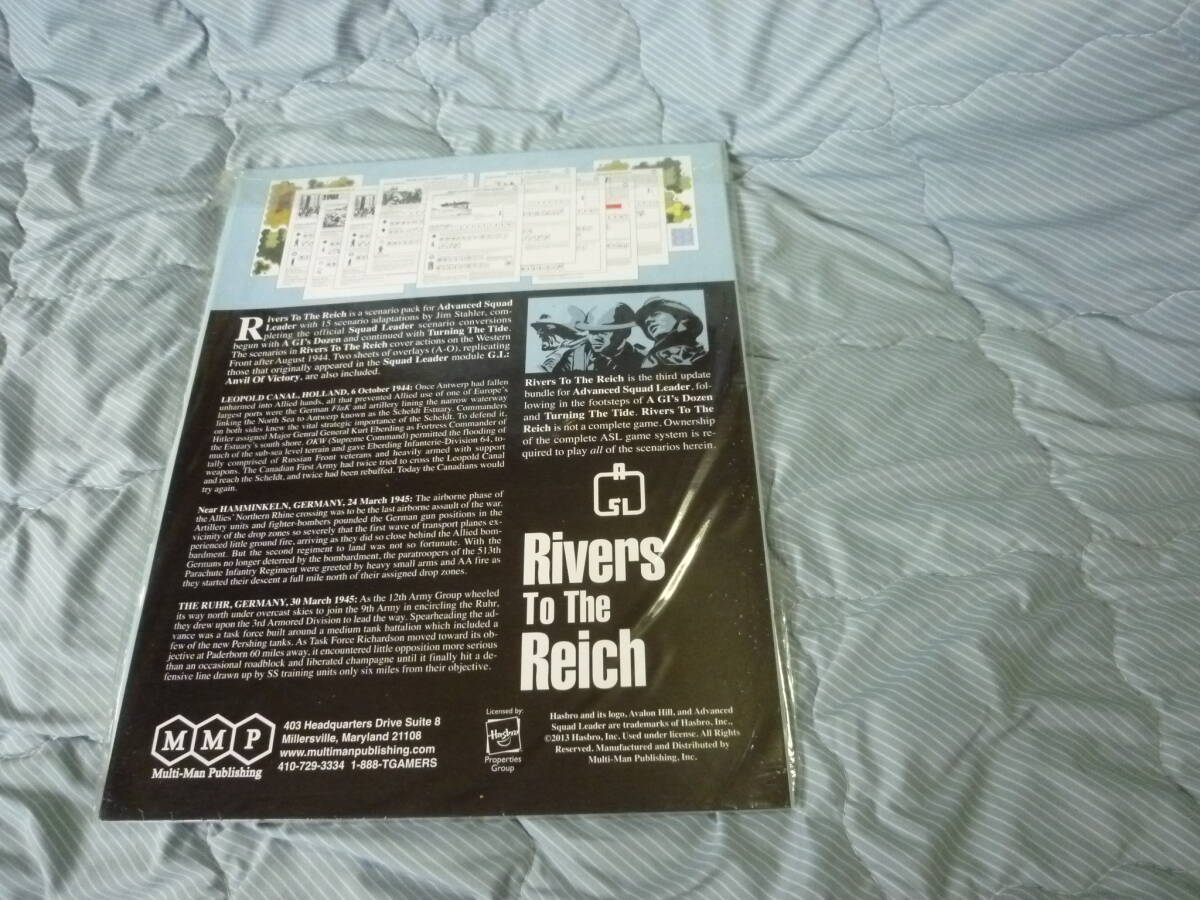 Rivers To The Reich is a scenario pack for Advanced Squad
Leader with 15 scenario adaptations by Jim Stahler, com-
pleting the official Squad Leader scenario conversions
begun with A GI's Dozen and continued with Turning The Tide.
The scenarios in Rivers To The Reich cover actions on the Western
Front after August 1944. Two sheets of overlays (A-O), replicating
those that originally appeared in the Squad Leader module G.I.:
Anvil Of Victory, are also included.
LEOPOLD CANAL, HOLLAND, 6 October 1944: Once Antwerp had fallen
unharmed into Allied hands, all that prevented Allied use of one of Europe's
largest ports were the German FlaK and artillery lining the narrow waterway
linking the North Sea to Antwerp known as the Scheldt Estuary. Commanders
on both sides knew the vital strategic importance of the Scheldt. To defend it,
Hitler assigned Major Genral General Kurt Eberding as Fortress Commander of
the Estuary's south shore. OKW (Supreme Command) permitted the flooding of
much of the sub-sea level terrain and gave Eberding Infanterie-Division 64, to-
tally comprised of Russian Front veterans and heavily armed with support
weapons. The Canadian First Army had twice tried to cross the Leopold Canal
and reach the Scheldt, and twice had been rebuffed. Today the Canadians would
try again.
Near HAMMINKELN, GERMANY, 24 March 1945: The airborne phase of
the Allies' Northern Rhine crossing was to be the last airborne assault of the war.
Artillery units and fighter-bombers pounded the German gun positions in the
vicinity of the drop zones so severely that the first wave of transport planes ex-
perienced little ground fire, arriving as they did so close behind the Allied bom-
bardment. But the second regiment to land was not so fortunate. With the
Germans no longer deterred by the bombardment, the paratroopers of the 513th
Parachute Infantry Regiment were greeted by heavy small arms and AA fire as
they started their descent a full mile north of their assigned drop zones.
THE RUHR, GERMANY, 30 March 1945: As the 12th Army Group wheeled
its way north under overcast skies to join the 9th Army in encircling the Ruhr,
they drew upon the 3rd Armored Division to lead the way. Spearheading the ad-
vance was a task force built around a medium tank battalion which included a
few of the new Pershing tanks. As Task Force Richardson moved toward its ob-
jective at Paderborn 60 miles away, it encountered little opposition more serious
than an occasional roadblock and liberated champagne until it finally hit a de-
fensive line drawn up by SS training units only six miles from their objective.
Rivers To The Reich is the third update
bundle for Advanced Squad Leader, fol-
lowing in the footsteps of A GI's Dozen
and Turning The Tide. Rivers To The
Reich is not a complete game. Ownership
of the complete ASL game system is re-
quired to play all of the scenarios herein.
ASL
Rivers
To The
Reich
MMP
Multi-Man Publishing
403 Headquarters Drive Suite 8
Millersville, Maryland 21108
www.multimanpublishing.com
410-729-3334 1-888-TGAMERS
Licensed by:
Hasbro
Properties
Group
Hasbro and its logo, Avalon Hill, and Advanced
Squad Leader are trademarks of Hasbro, Inc.,
©2013 Hasbro, Inc. Used under license. All Rights
Reserved. Manufactured and Distributed by
Multi-Man Publishing, Inc.